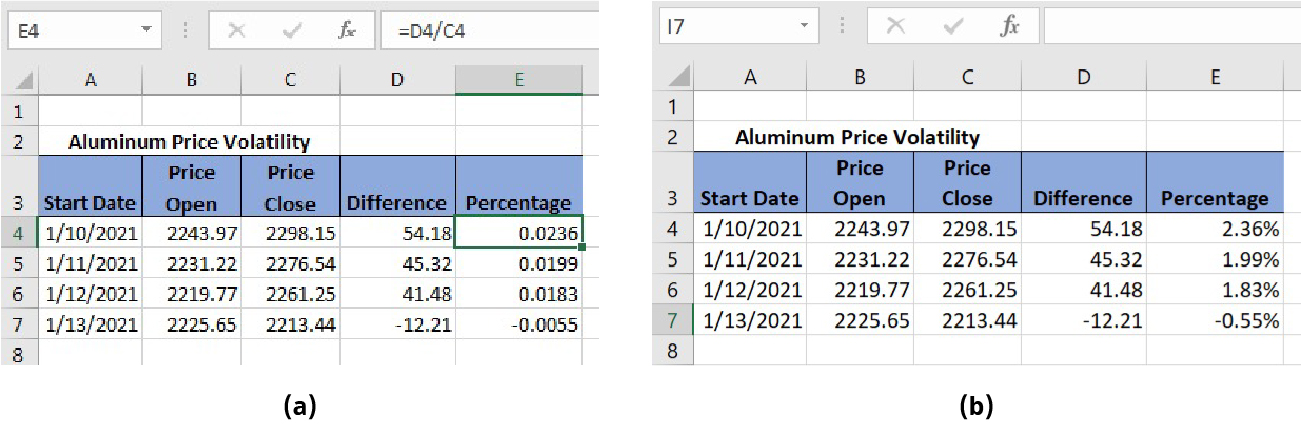 E4 fx =D4/C4
A B C D E
1
2 Aluminum Price Volatility
3 Start Date Price Open Price Close Difference Percentage
4 1/10/2021 2243.97 2298.15 54.18 0.0236
5 1/11/2021 2231.22 2276.54 45.32 0.0199
6 1/12/2021 2219.77 2261.25 41.48 0.0183
7 1/13/2021 2225.65 2213.44 -12.21 -0.0055
8
(a)
I7 fx
A B C D E
1
2 Aluminum Price Volatility
3 Start Date Price Open Price Close Difference Percentage
4 1/10/2021 2243.97 2298.15 54.18 2.36%
5 1/11/2021 2231.22 2276.54 45.32 1.99%
6 1/12/2021 2219.77 2261.25 41.48 1.83%
7 1/13/2021 2225.65 2213.44 -12.21 -0.55%
8
(b)